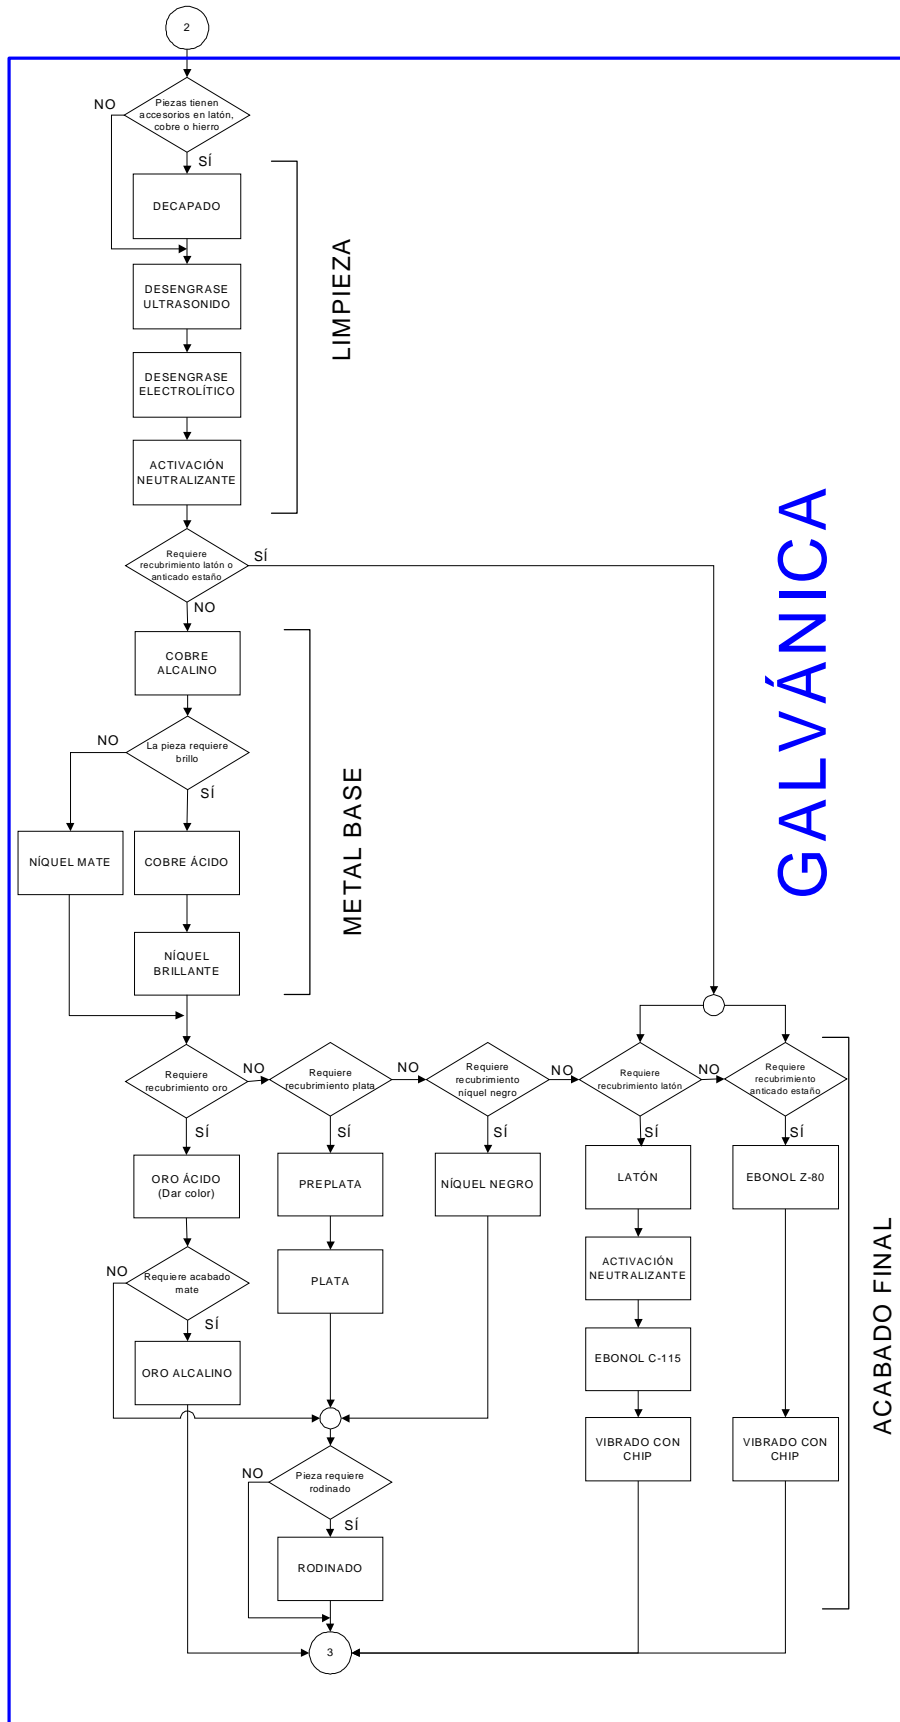 2
Piezas tienen
accesorios en latón,
cobre o hierro
NO
SÍ
DECAPADO
DESENGRASE
ULTRASONIDO
DESENGRASE
ELECTROLÍTICO
ACTIVACIÓN
NEUTRALIZANTE
LIMPIEZA
Requiere
recubrimiento latón o
anticado estaño
SÍ
NO
COBRE
ALCALINO
La pieza requiere
brillo
NO
SÍ
NÍQUEL MATE
COBRE ÁCIDO
NÍQUEL
BRILLANTE
METAL BASE
GALVÁNICA
Requiere
recubrimiento oro
NO
SÍ
Requiere
recubrimiento plata
NO
SÍ
Requiere
recubrimiento
níquel negro
NO
SÍ
Requiere
recubrimiento latón
NO
SÍ
Requiere
recubrimiento
anticado estaño
SÍ
ORO ÁCIDO
(Dar color)
PREPLATA
NÍQUEL NEGRO
LATÓN
EBONOL Z-80
Requiere acabado
mate
NO
SÍ
PLATA
ACTIVACIÓN
NEUTRALIZANTE
ORO ALCALINO
EBONOL C-115
VIBRADO CON
CHIP
VIBRADO CON
CHIP
Pieza requiere
rodinado
NO
SÍ
RODINADO
3
ACABADO FINAL